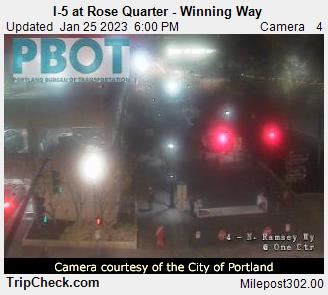 I-5 at Rose Quarter - Winning Way
Updated Jan 25 2023 6:00 PM Camera 4
PBOT
PORTLAND BUREAU OF TRANSPORTATION
4 - N. Ramsey Wy
@ One Ctr
Camera courtesy of the City of Portland
TripCheck.com Milepost302.00